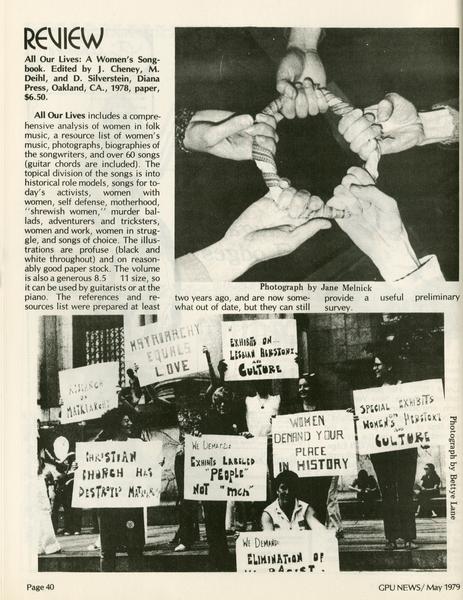 REVIEW
All Our Lives: A Women's Song-
book. Edited by J. Cheney, M.
Deihl, and D. Silverstein, Diana
Press, Oakland, CA., 1978, paper,
$6.50.
All Our Lives includes a compre-
hensive analysis of women in folk
music, a resource list of women's
music, photographs, biographies of
the songwriters, and over 60 songs
(guitar chords are included). The
topical division of the songs is into
historical role models, songs for to-
day's activists, women with
women, self defense, motherhood,
"shrewish women," murder bal-
lads, adventurers and tricksters,
women and work, women in strug-
gle, and songs of choice. The illus-
trations are profuse (black and
white throughout) and on reason-
ably good paper stock. The volume
is also a generous 8.5 11 size, so
it can be used by guitarists or at the
piano. The references and re-
sources list were prepared at least
Photograph by Jane Melnick
two years ago, and are now some-
what out of date, but they can still
provide a useful preliminary
survey.
MATRIARCHY
EQUALS
LOVE
EXHIBITS ON...
LESBIAN HERSTORY
AND
CULTURE
RESEARCH ON
MATRIARCHY
SPECIAL EXHIBITS
ON
WOMEN'S HERSTORY
AND
CULTURE
WOMEN
DEMAND YOUR
PLACE
IN HISTORY
CHRISTIAN
CHURCH HAS
WE DEMAND:
EXHIBITS LABELED
"PEOPLE"
NOT "MEN"
WE DEMAND:
ELIMINATION OF
Photograph by Bettye Lane
Page 40
GPU NEWS/May 1979